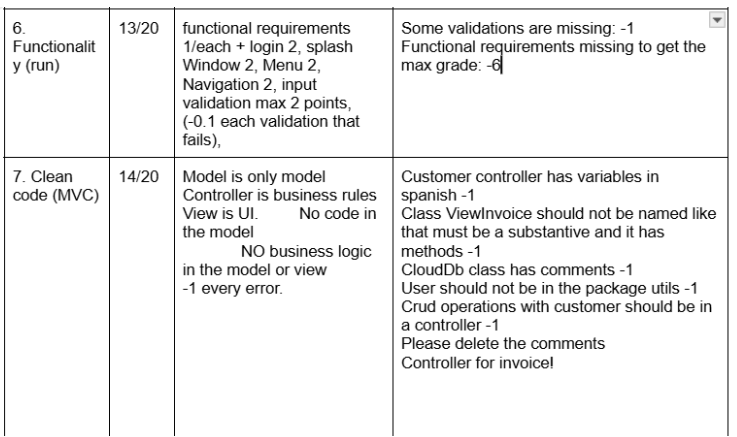 6.
Functionalit
y (run)
13/20
functional requirements
1/each + login 2, splash
Window 2, Menu 2,
Navigation 2, input
validation max 2 points,
(-0.1 each validation that
fails),
Some validations are missing: -1
Functional requirements missing to get the
max grade: -6
7. Clean
code (MVC)
14/20
Model is only model
Controller is business rules
View is UI. No code in
the model
NO business logic
in the model or view
-1 every error.
Customer controller has variables in
spanish -1
Class ViewInvoice should not be named like
that must be a substantive and it has
methods -1
CloudDb class has comments -1
User should not be in the package utils -1
Crud operations with customer should be in
a controller -1
Please delete the comments
Controller for invoice!